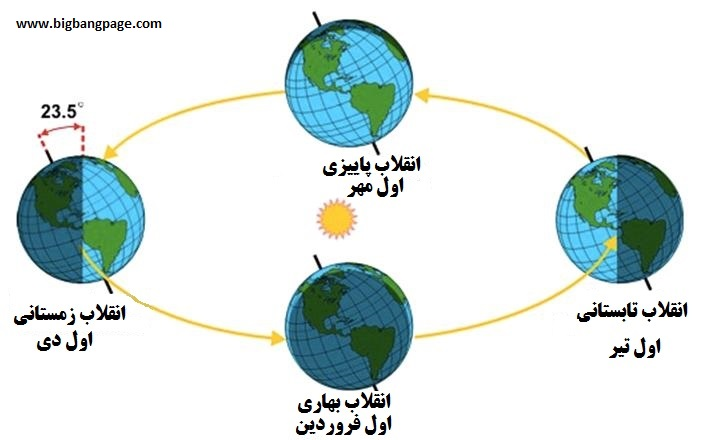 www.bigbangpage.com
23.5°
انقلاب پاییزی
اول مهر
انقلاب زمستانی
اول دی
انقلاب تابستانی
اول تیر
انقلاب بهاری
اول فروردین